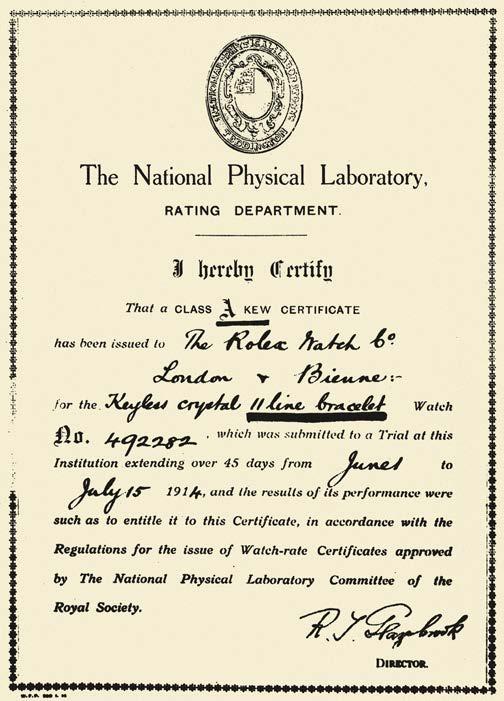 The National Physical Laboratory,
RATING DEPARTMENT.
I hereby Certify
That a CLASS A KEW CERTIFICATE
has been issued to The Rolex Watch Co.
London & Bienne:-
for the Keyless crystal 11 line bracelet Watch
No. 492282, which was submitted to a Trial at this
Institution extending over 45 days from June 1 to
July 15 1914, and the results of its performance were
such as to entitle it to this Certificate, in accordance with the
Regulations for the issue of Watch-rate Certificates approved
by The National Physical Laboratory Committee of the
Royal Society.
R. T. Glazebrook
DIRECTOR.